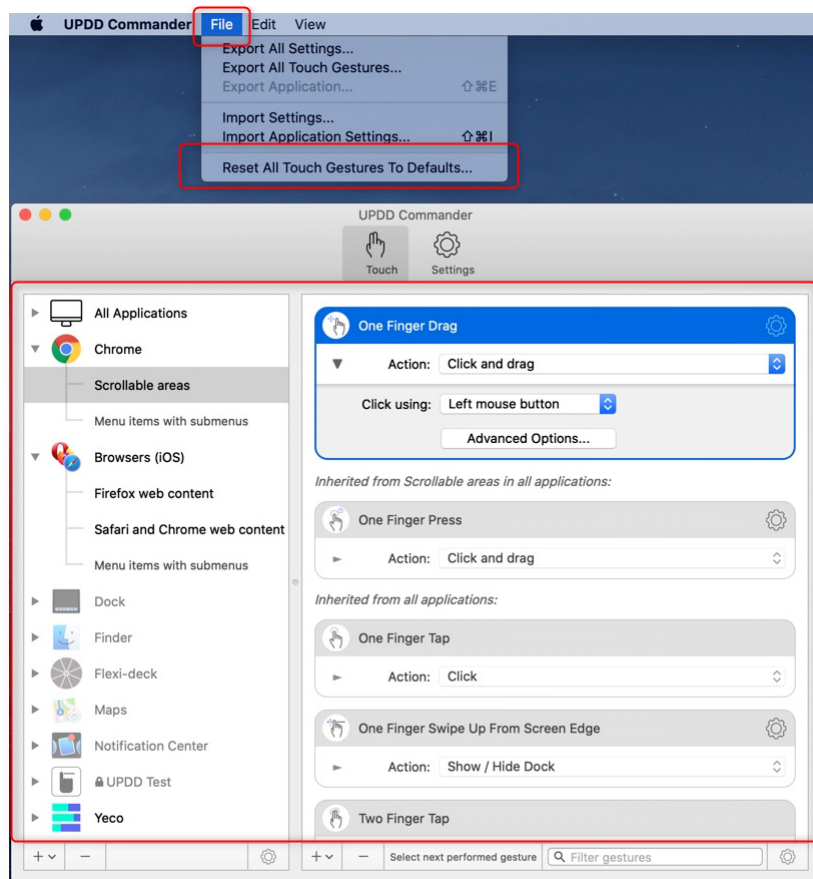 UPDD Commander File Edit View
Export All Settings...
Export All Touch Gestures...
Export Application... ⇧⌘E
Import Settings...
Import Application Settings... ⇧⌘I
Reset All Touch Gestures To Defaults...
UPDD Commander
Touch Settings
All Applications
Chrome
Scrollable areas
Menu items with submenus
Browsers (iOS)
Firefox web content
Safari and Chrome web content
Menu items with submenus
Dock
Finder
Flexi-deck
Maps
Notification Center
UPDD Test
Yeco
One Finger Drag
Action: Click and drag
Click using: Left mouse button
Advanced Options...
Inherited from Scrollable areas in all applications:
One Finger Press
Action: Click and drag
Inherited from all applications:
One Finger Tap
Action: Click
One Finger Swipe Up From Screen Edge
Action: Show / Hide Dock
Two Finger Tap
Select next performed gesture Filter gestures